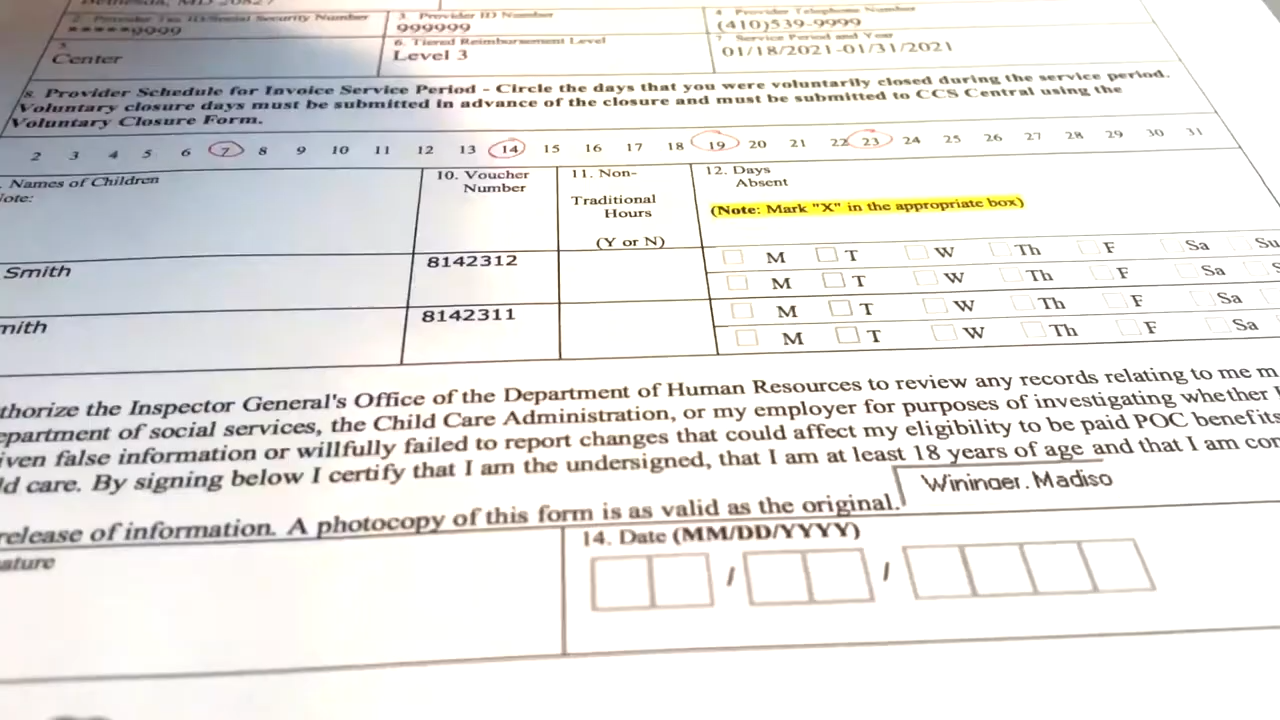 2. Provider Tax ID/Social Security Number
*****9999
3. Provider ID Number
999999
4. Provider Telephone Number
(410)539-9999
5.
Center
6. Tiered Reimbursement Level
Level 3
7. Service Period and Year
01/18/2021-01/31/2021
8. Provider Schedule for Invoice Service Period - Circle the days that you were voluntarily closed during the service period.
Voluntary closure days must be submitted in advance of the closure and must be submitted to CCS Central using the
Voluntary Closure Form.
2 3 4 5 6 7 8 9 10 11 12 13 14 15 16 17 18 19 20 21 22 23 24 25 26 27 28 29 30 31
. Names of Children
ote:
10. Voucher
Number
11. Non-
Traditional
Hours
(Y or N)
12. Days
Absent
(Note: Mark "X" in the appropriate box)
Smith
8142312
M T W Th F Sa Su
M T W Th F Sa S
mith
8142311
M T W Th F Sa
M T W Th F Sa
thorize the Inspector General's Office of the Department of Human Resources to review any records relating to me m
epartment of social services, the Child Care Administration, or my employer for purposes of investigating whether
iven false information or willfully failed to report changes that could affect my eligibility to be paid POC benefits
ld care. By signing below I certify that I am the undersigned, that I am at least 18 years of age and that I am con
release of information. A photocopy of this form is as valid as the original.
Wininger. Madiso
ature
14. Date (MM/DD/YYYY)
/ /